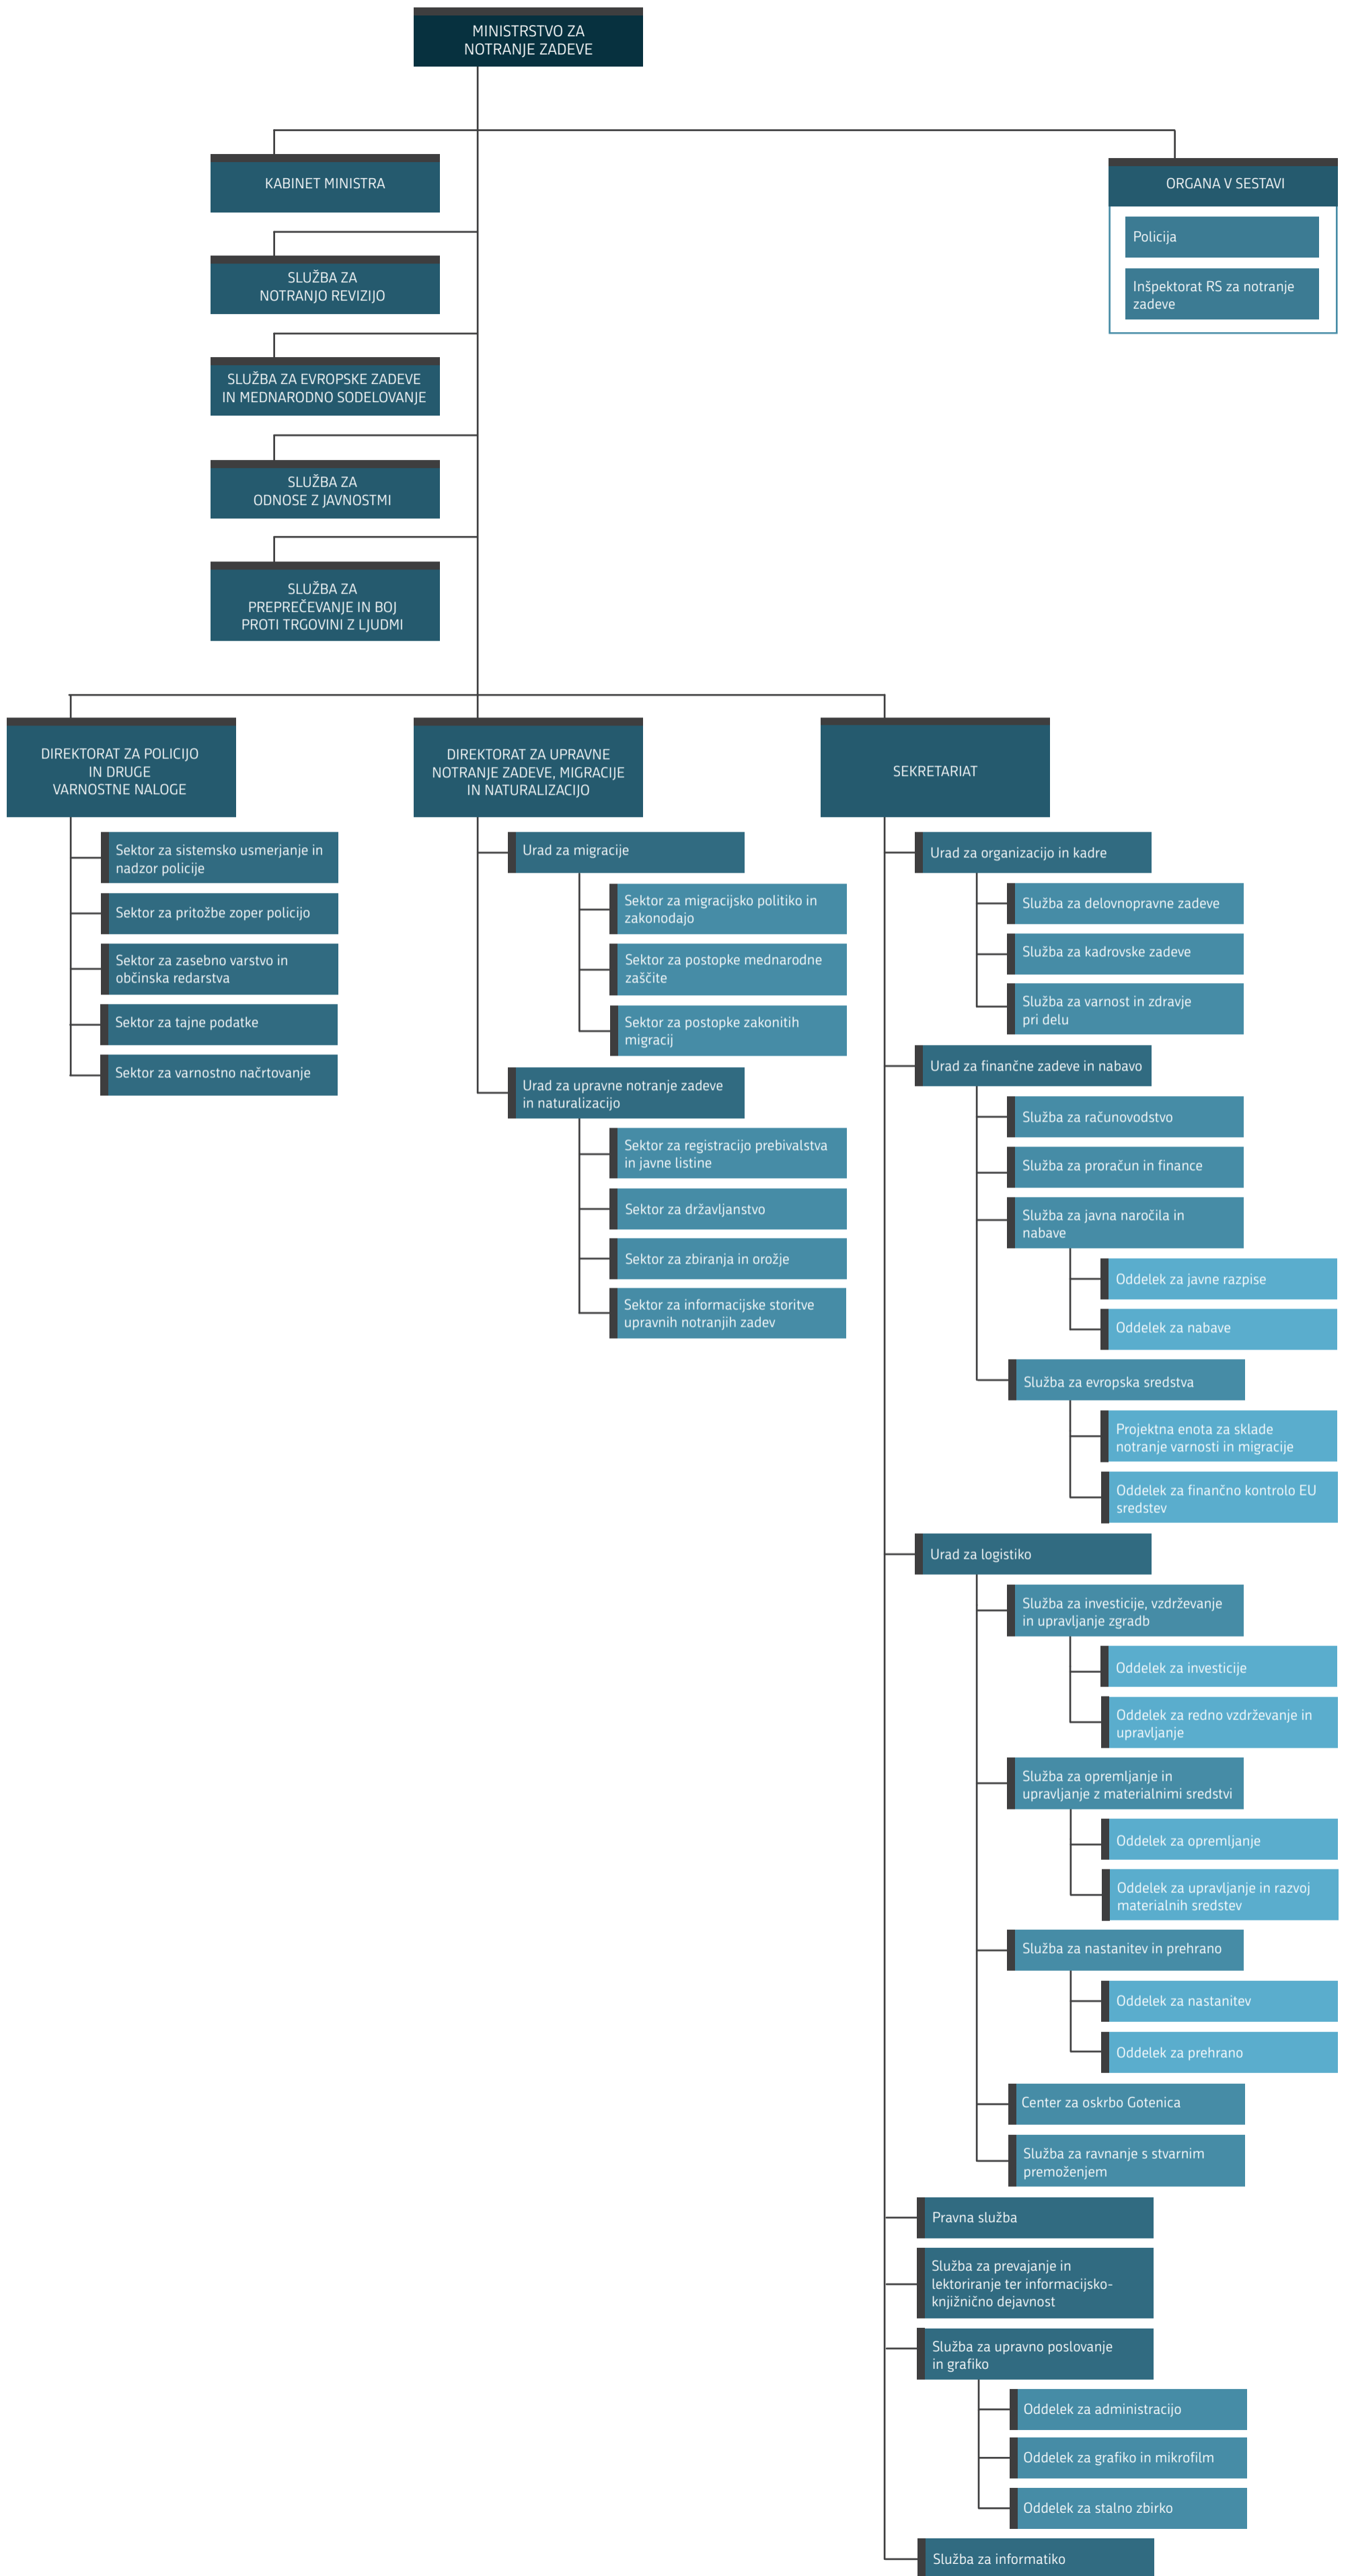 MINISTRSTVO ZA
NOTRANJE ZADEVE
KABINET MINISTRA
ORGANA V SESTAVI
Policija
Inšpektorat RS za notranje
zadeve
SLUŽBA ZA
NOTRANJO REVIZIJO
SLUŽBA ZA EVROPSKE ZADEVE
IN MEDNARODNO SODELOVANJE
SLUŽBA ZA
ODNOSE Z JAVNOSTMI
SLUŽBA ZA
PREPREČEVANJE IN BOJ
PROTI TRGOVINI Z LJUDMI
DIREKTORAT ZA POLICIJO
IN DRUGE
VARNOSTNE NALOGE
Sektor za sistemsko usmerjanje in
nadzor policije
Sektor za pritožbe zoper policijo
Sektor za zasebno varstvo in
občinska redarstva
Sektor za tajne podatke
Sektor za varnostno načrtovanje
DIREKTORAT ZA UPRAVNE
NOTRANJE ZADEVE, MIGRACIJE
IN NATURALIZACIJO
Urad za migracije
Sektor za migracijsko politiko in
zakonodajo
Sektor za postopke mednarodne
zaščite
Sektor za postopke zakonitih
migracij
Urad za upravne notranje zadeve
in naturalizacijo
Sektor za registracijo prebivalstva
in javne listine
Sektor za državljanstvo
Sektor za zbiranja in orožje
Sektor za informacijske storitve
upravnih notranjih zadev
SEKRETARIAT
Urad za organizacijo in kadre
Služba za delovnopravne zadeve
Služba za kadrovske zadeve
Služba za varnost in zdravje
pri delu
Urad za finančne zadeve in nabavo
Služba za računovodstvo
Služba za proračun in finance
Služba za javna naročila in
nabave
Oddelek za javne razpise
Oddelek za nabave
Služba za evropska sredstva
Projektna enota za sklade
notranje varnosti in migracije
Oddelek za finančno kontrolo EU
sredstev
Urad za logistiko
Služba za investicije, vzdrževanje
in upravljanje zgradb
Oddelek za investicije
Oddelek za redno vzdrževanje in
upravljanje
Služba za opremljanje in
upravljanje z materialnimi sredstvi
Oddelek za opremljanje
Oddelek za upravljanje in razvoj
materialnih sredstev
Služba za nastanitev in prehrano
Oddelek za nastanitev
Oddelek za prehrano
Center za oskrbo Gotenica
Služba za ravnanje s stvarnim
premoženjem
Pravna služba
Služba za prevajanje in
lektoriranje ter informacijsko-
knjižnično dejavnost
Služba za upravno poslovanje
in grafiko
Oddelek za administracijo
Oddelek za grafiko in mikrofilm
Oddelek za stalno zbirko
Služba za informatiko